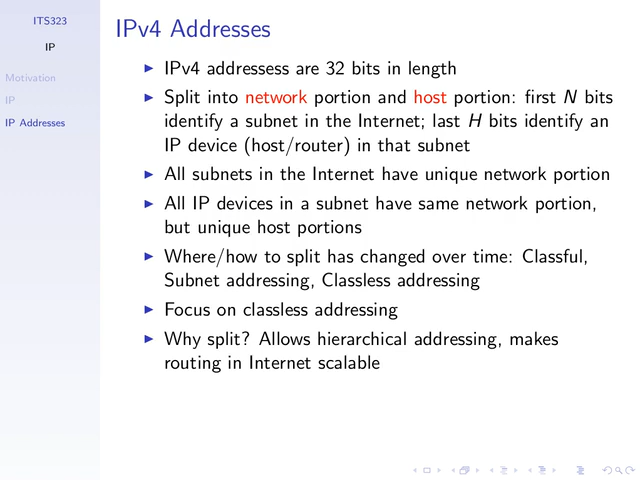 ITS323
IP
Motivation
IP
IP Addresses
IPv4 Addresses
IPv4 addressess are 32 bits in length
Split into network portion and host portion: first N bits
identify a subnet in the Internet; last H bits identify an
IP device (host/router) in that subnet
All subnets in the Internet have unique network portion
All IP devices in a subnet have same network portion,
but unique host portions
Where/how to split has changed over time: Classful,
Subnet addressing, Classless addressing
Focus on classless addressing
Why split? Allows hierarchical addressing, makes
routing in Internet scalable